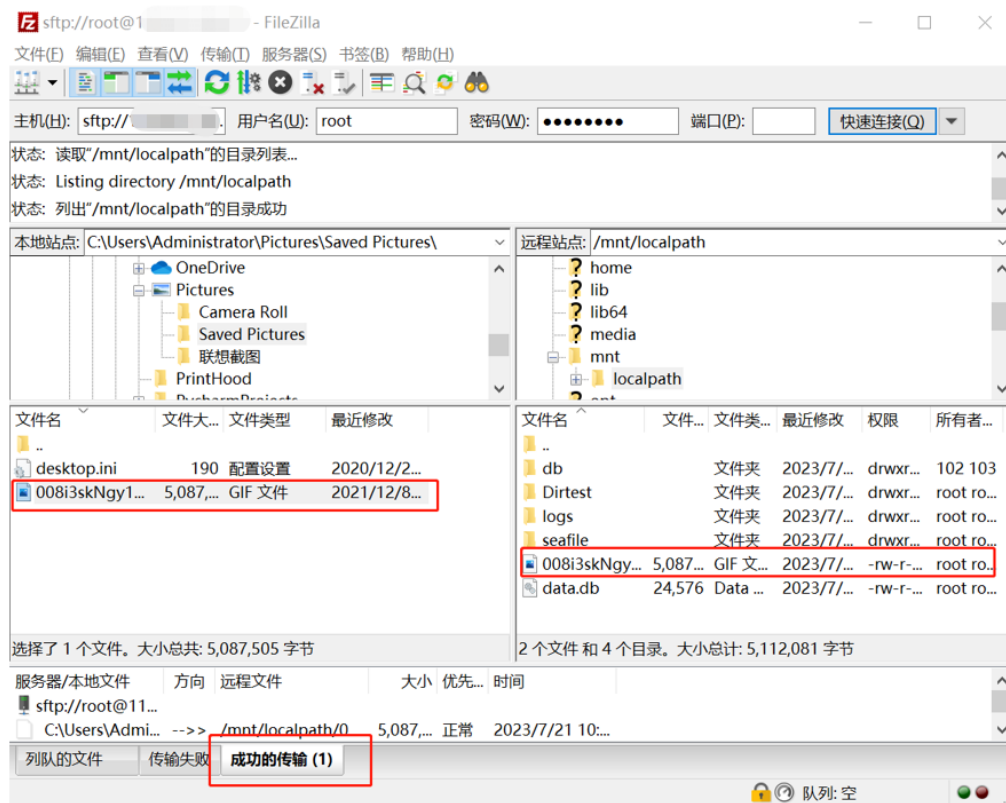 sftp://root@1 - FileZilla
文件(F) 编辑(E) 查看(V) 传输(T) 服务器(S) 书签(B) 帮助(H)
主机(H): sftp:// 用户名(U): root 密码(W): ●●●●●●●● 端口(P): 快速连接(Q)
状态: 读取"/mnt/localpath"的目录列表...
状态: Listing directory /mnt/localpath
状态: 列出"/mnt/localpath"的目录成功
本地站点: C:\Users\Administrator\Pictures\Saved Pictures\
OneDrive
Pictures
Camera Roll
Saved Pictures
联想截图
PrintHood
远程站点: /mnt/localpath
home
lib
lib64
media
mnt
localpath
文件名 文件大... 文件类型 最近修改
..
desktop.ini 190 配置设置 2020/12/2...
008i3skNgy1... 5,087,... GIF 文件 2021/12/8...
选择了 1 个文件。大小总共: 5,087,505 字节
文件名 文件... 文件类... 最近修改 权限 所有者...
..
db 文件夹 2023/7/... drwxr... 102 103
Dirtest 文件夹 2023/7/... drwxr... root ro...
logs 文件夹 2023/7/... drwxr... root ro...
seafile 文件夹 2023/7/... drwxr... root ro...
008i3skNgy... 5,087... GIF 文... 2023/7/... -rw-r-... root ro...
data.db 24,576 Data ... 2023/7/... -rw-r-... root ro...
2 个文件 和 4 个目录。大小总计: 5,112,081 字节
服务器/本地文件 方向 远程文件 大小 优先... 时间
sftp://root@11...
C:\Users\Admi... -->> /mnt/localpath/0... 5,087,... 正常 2023/7/21 10:...
列队的文件 传输失败 成功的传输 (1)
队列: 空